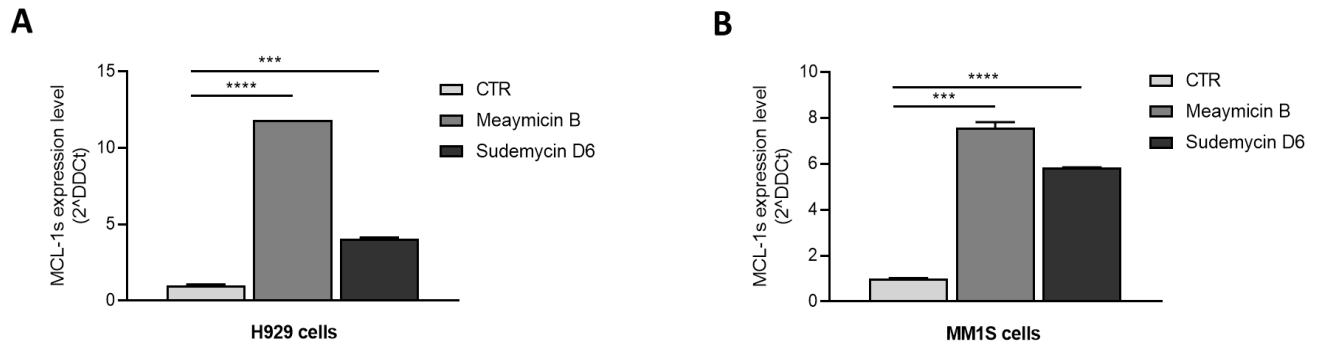 A
MCL-1s expression level
(2^DDCt)
15
10
5
0
***
****
CTR
Meaymicin B
Sudemycin D6
H929 cells
B
MCL-1s expression level
(2^DDCt)
10
8
6
4
2
0
****
***
CTR
Meaymicin B
Sudemycin D6
MM1S cells